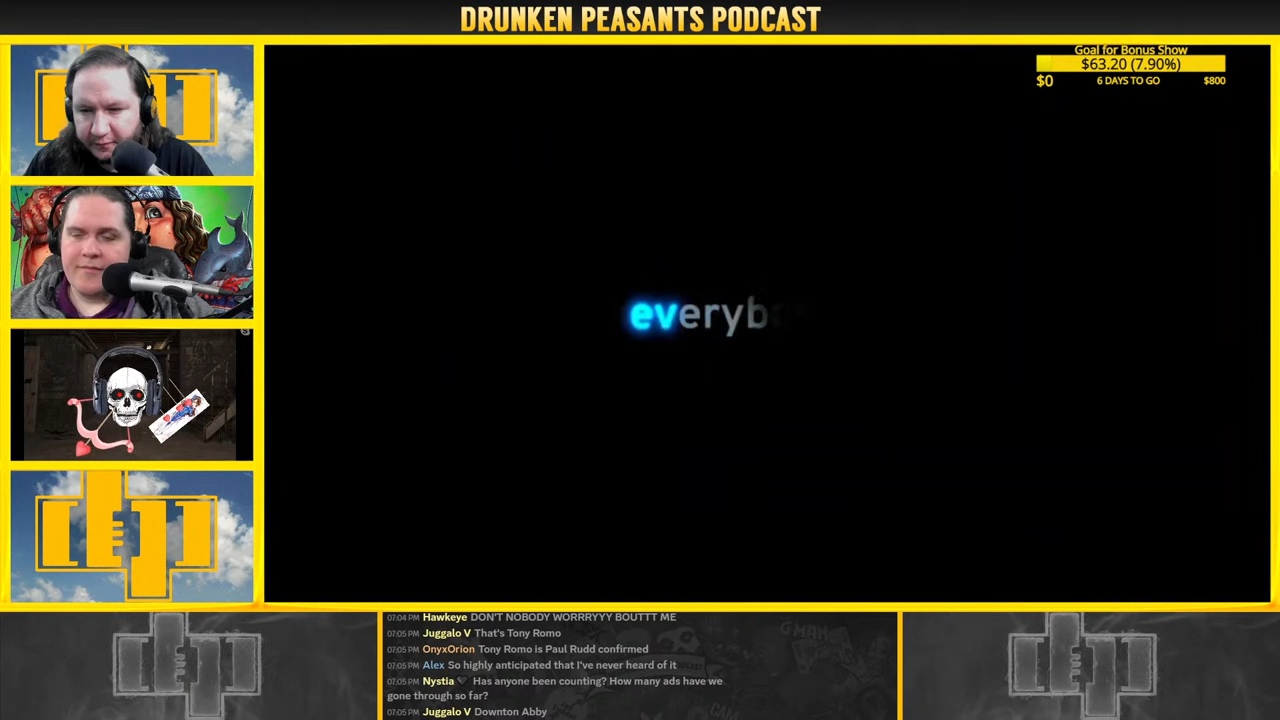 DRUNKEN PEASANTS PODCAST
Goal for Bonus Show
$63.20 (7.90%)
$0 6 DAYS TO GO $800
07:04 PM Hawkeye DON'T NOBODY WORRRYYY BOUTTT ME
07:05 PM Juggalo V That's Tony Romo
07:05 PM OnyxOrion Tony Romo is Paul Rudd confirmed
07:05 PM Alex So highly anticipated that I've never heard of it
07:05 PM Nystia Has anyone been counting? How many ads have we
gone through so far?
07:05 PM Juggalo V Downton Abby